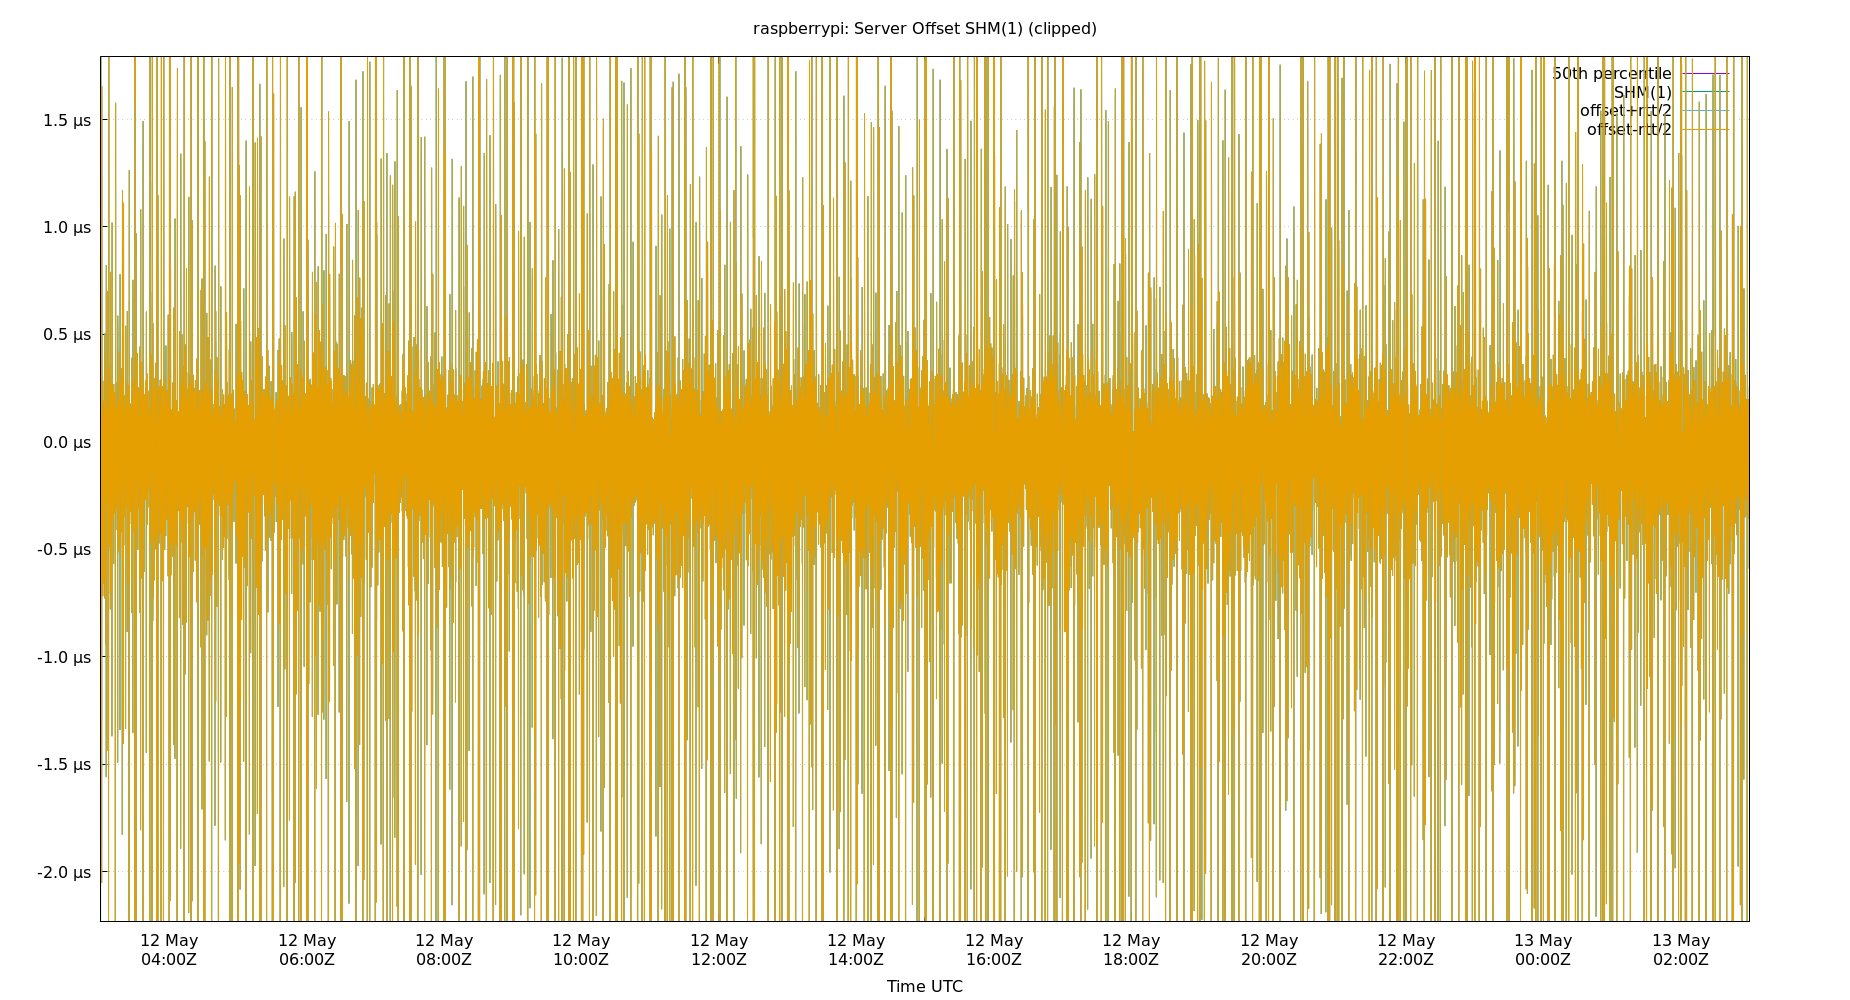 raspberrypi: Server Offset SHM(1) (clipped)
50th percentile
SHM(1)
offset+rtt/2
offset-rtt/2
1.5 µs
1.0 µs
0.5 µs
0.0 µs
-0.5 µs
-1.0 µs
-1.5 µs
-2.0 µs
12 May 12 May 12 May 12 May 12 May 12 May 12 May 12 May 12 May 12 May 13 May 13 May
04:00Z 06:00Z 08:00Z 10:00Z 12:00Z 14:00Z 16:00Z 18:00Z 20:00Z 22:00Z 00:00Z 02:00Z
Time UTC